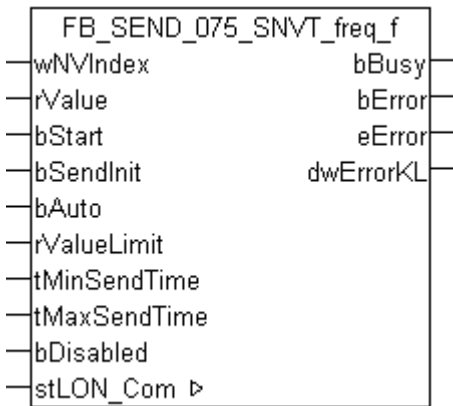 FB_SEND_075_SNVT_freq_f
wNVIndex bBusy
rValue bError
bStart eError
bSendInit dwErrorKL
bAuto
rValueLimit
tMinSendTime
tMaxSendTime
bDisabled
stLON_Com ▷